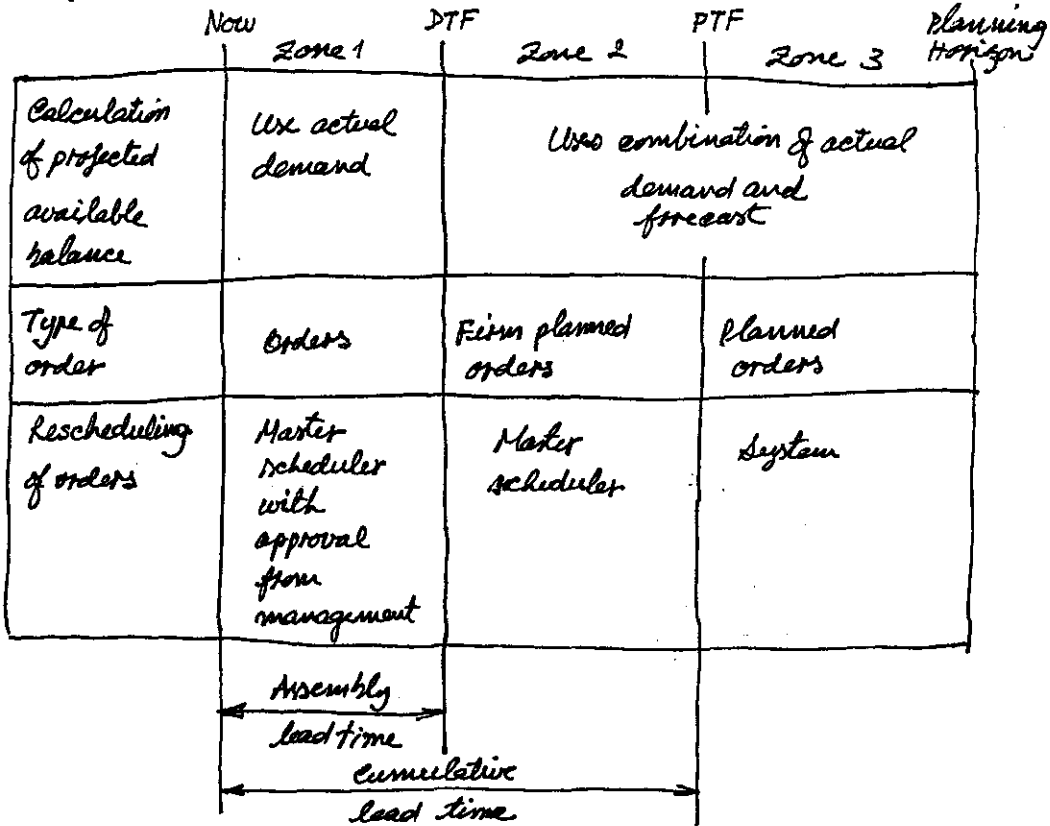 Now DTF PTF Planning
Zone 1 Zone 2 Zone 3 Horizon
Calculation
of projected
available
balance
Use actual
demand
Uses combination of actual
demand and
forecast
Type of
order
Orders
Firm planned
orders
Planned
orders
Rescheduling
of orders
Master
scheduler
with
approval
from
management
Master
scheduler
System
Assembly
lead time
Cumulative
lead time